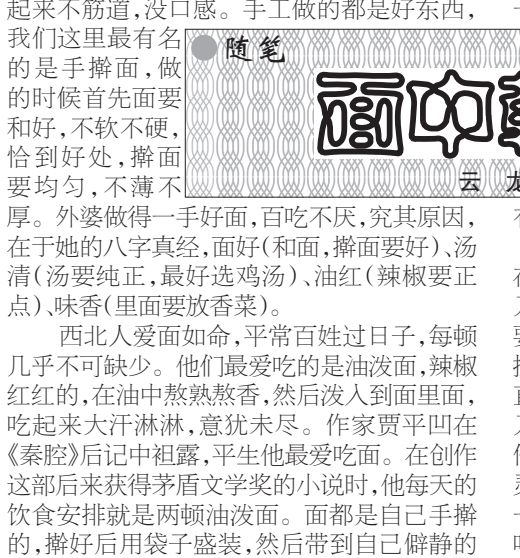 起来不筋道,没口感。手工做的都是好东西,
我们这里最有名
的是手擀面,做
的时候首先面要
和好,不软不硬,
恰到好处,擀面
要均匀,不薄不
随笔
面中
云 龙
厚。外婆做得一手好面,百吃不厌,究其原因,
在于她的八字真经,面好(和面,擀面要好)、汤
清(汤要纯正,最好选鸡汤)、油红(辣椒要正
点)、味香(里面要放香菜)。
西北人爱面如命,平常百姓过日子,每顿
几乎不可缺少。他们最爱吃的是油泼面,辣椒
红红的,在油中熬熟熬香,然后泼入到面里面,
吃起来大汗淋淋,意犹未尽。作家贾平凹在
《秦腔》后记中袒露,平生他最爱吃面。在创作
这部后来获得茅盾文学奖的小说时,他每天的
饮食安排就是两顿油泼面。面都是自己手擀
的,擀好后用袋子盛装,然后带到自己僻静的